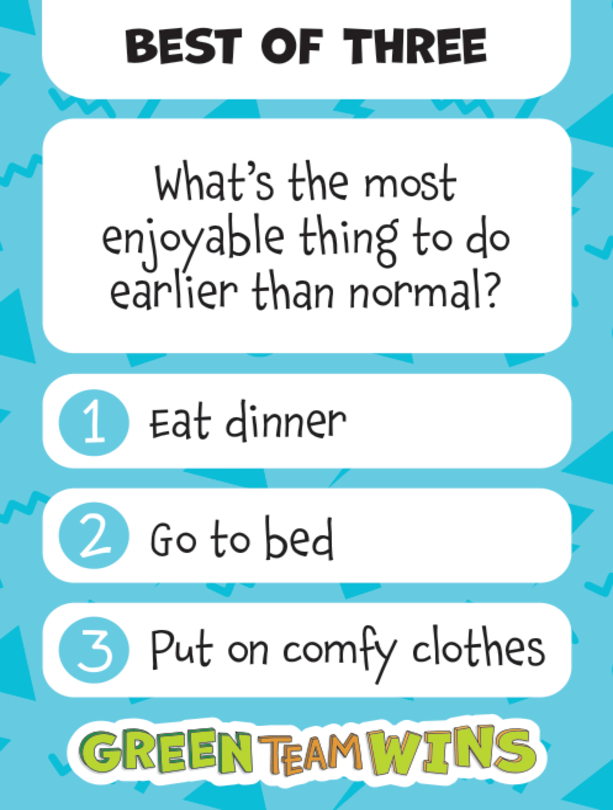 BEST OF THREE
What's the most
enjoyable thing to do
earlier than normal?
1 Eat dinner
2 Go to bed
3 Put on comfy clothes
GREEN TEAM WINS